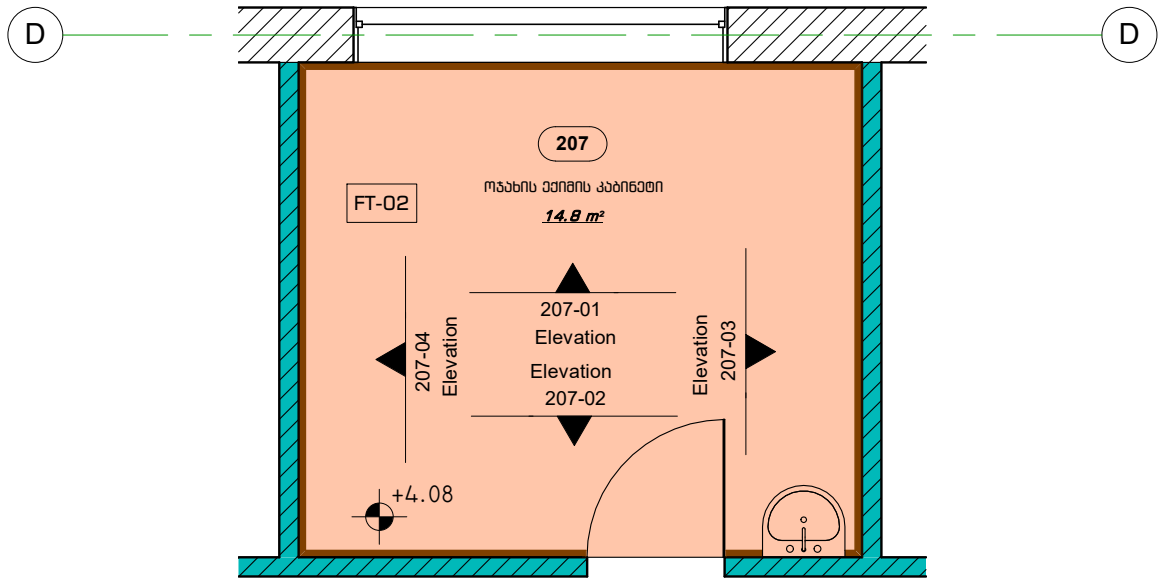 D
D
207
ოჯახის ექიმის კაბინეტი
FT-02
14.8 m²
207-01
Elevation
Elevation
207-02
207-04
Elevation
Elevation
207-03
+4.08